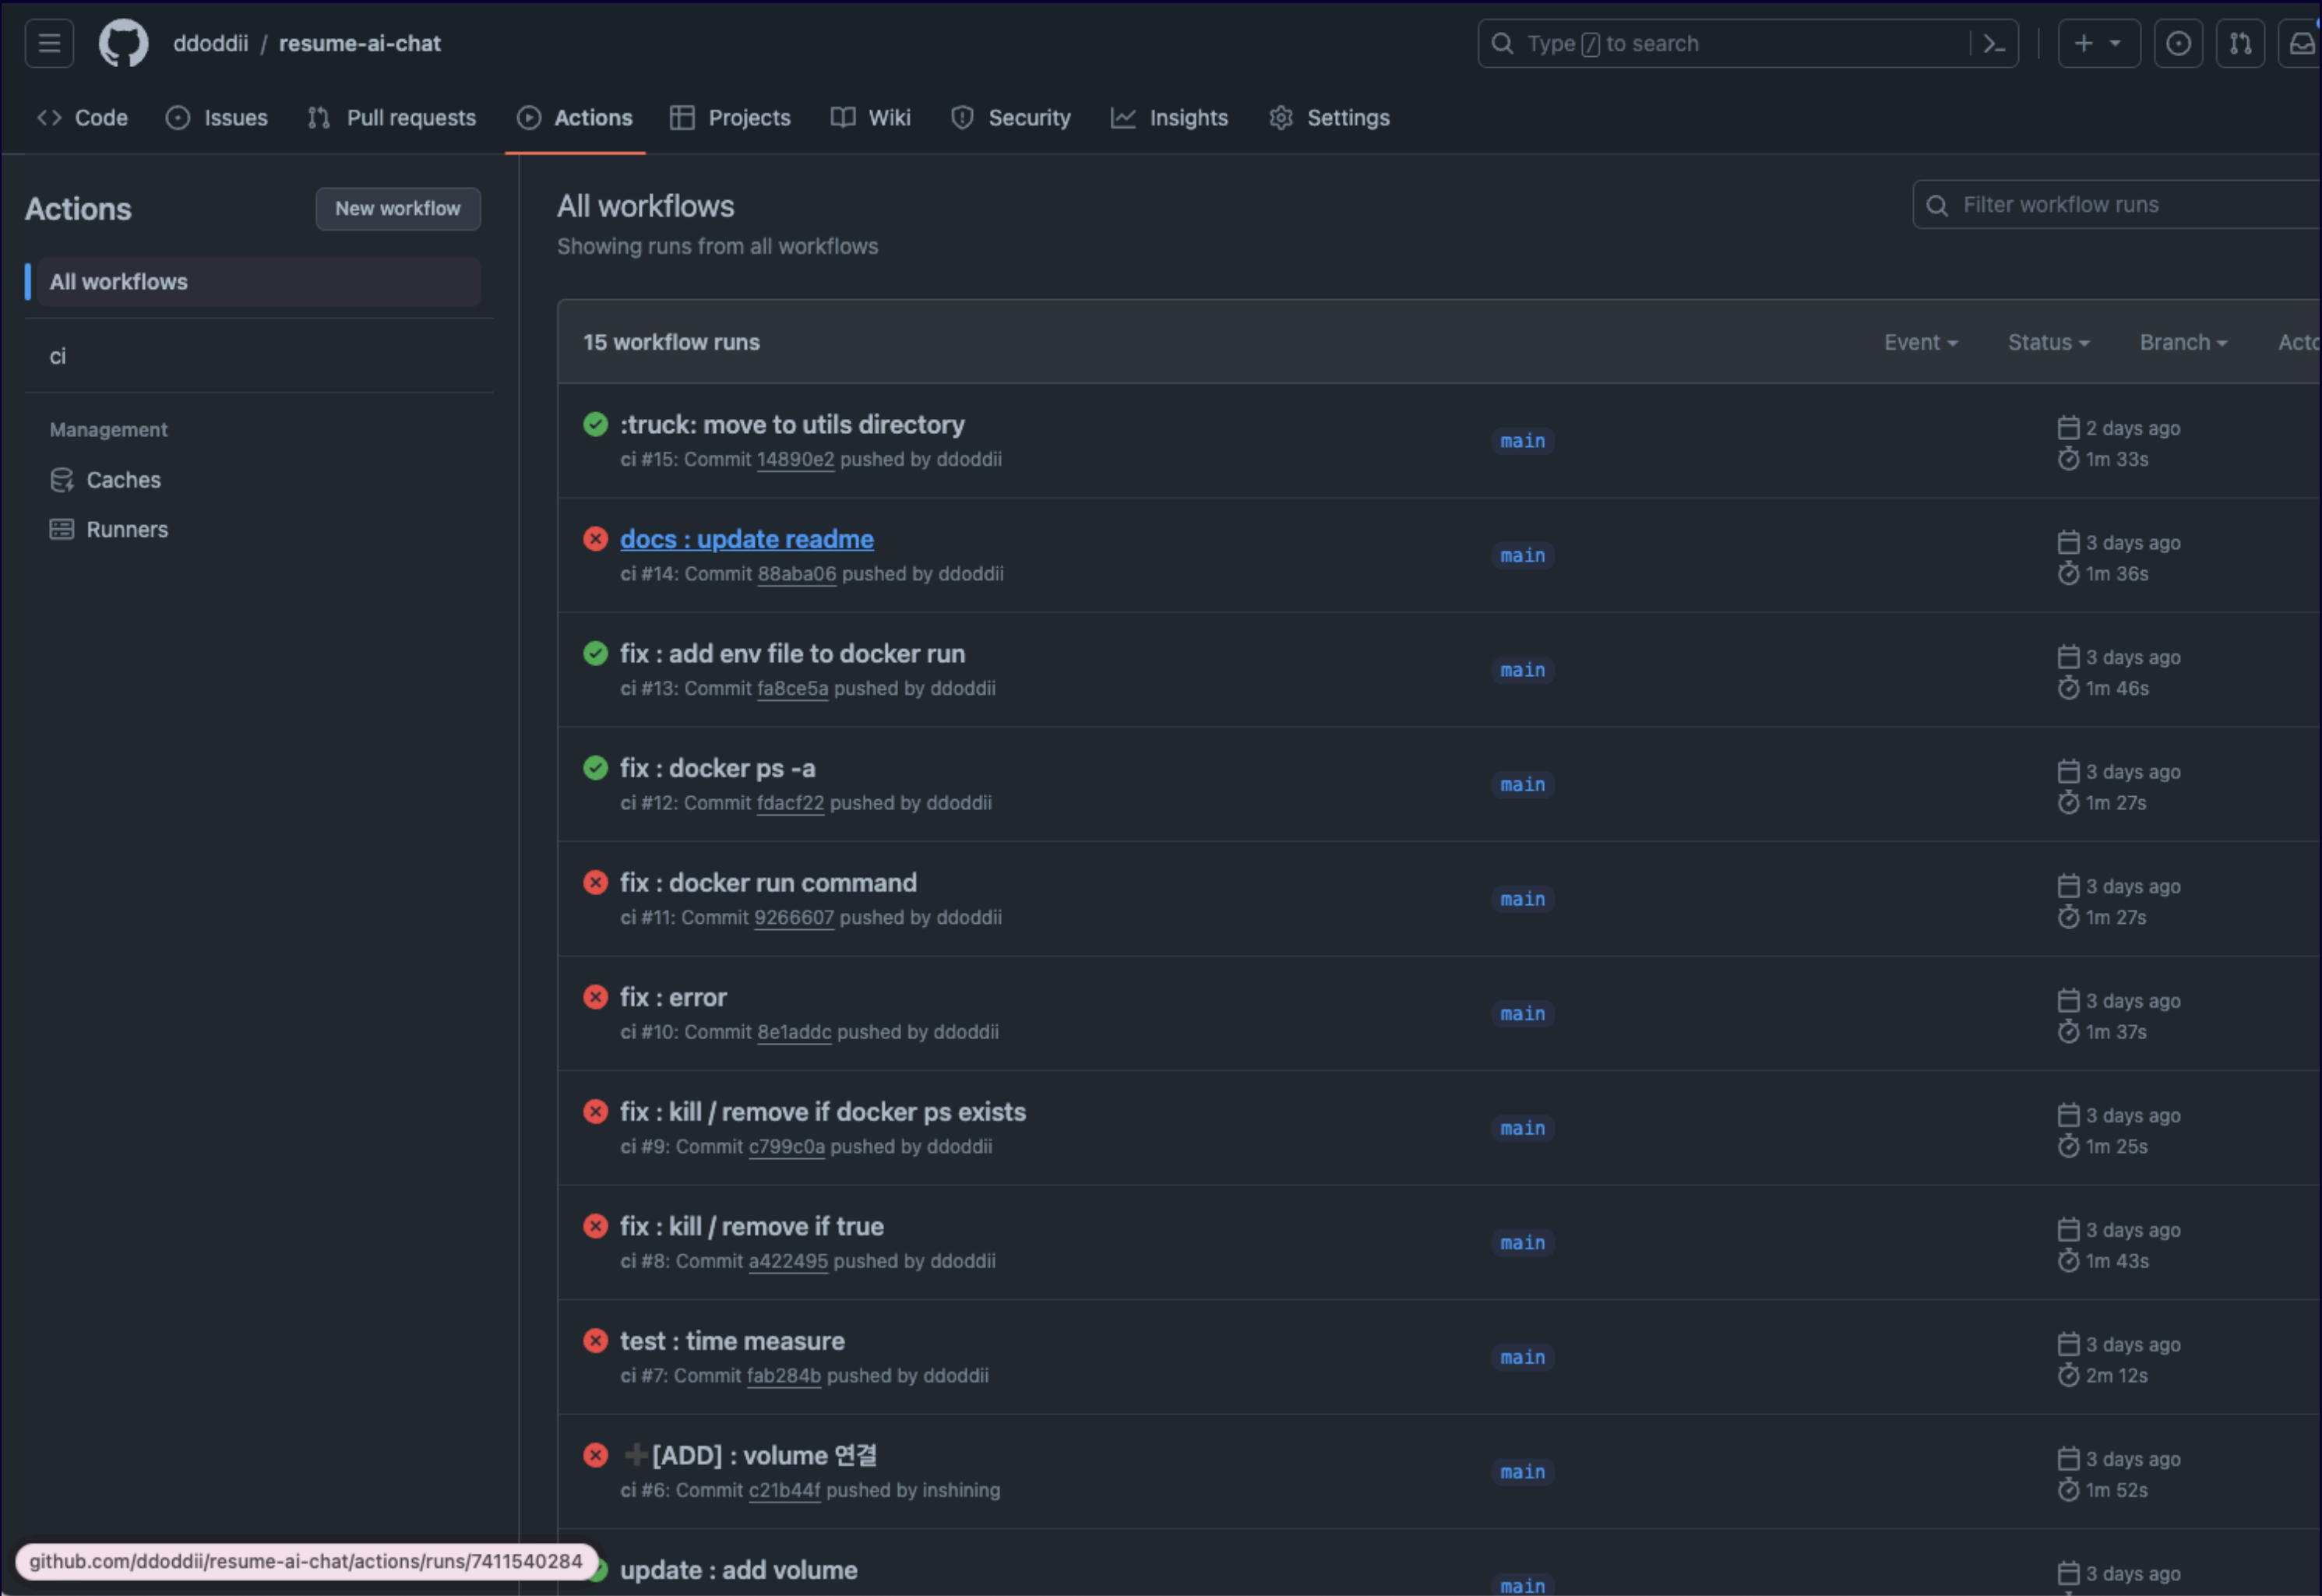 ddoddii / resume-ai-chat
Type / to search
Code Issues Pull requests Actions Projects Wiki Security Insights Settings
Actions
New workflow
All workflows
ci
Management
Caches
Runners
All workflows
Showing runs from all workflows
Filter workflow runs
15 workflow runs
Event Status Branch Acto
:truck: move to utils directory
ci #15: Commit 14890e2 pushed by ddoddii
main
2 days ago
1m 33s
docs : update readme
ci #14: Commit 88aba06 pushed by ddoddii
main
3 days ago
1m 36s
fix : add env file to docker run
ci #13: Commit fa8ce5a pushed by ddoddii
main
3 days ago
1m 46s
fix : docker ps -a
ci #12: Commit fdacf22 pushed by ddoddii
main
3 days ago
1m 27s
fix : docker run command
ci #11: Commit 9266607 pushed by ddoddii
main
3 days ago
1m 27s
fix : error
ci #10: Commit 8e1addc pushed by ddoddii
main
3 days ago
1m 37s
fix : kill / remove if docker ps exists
ci #9: Commit c799c0a pushed by ddoddii
main
3 days ago
1m 25s
fix : kill / remove if true
ci #8: Commit a422495 pushed by ddoddii
main
3 days ago
1m 43s
test : time measure
ci #7: Commit fab284b pushed by ddoddii
main
3 days ago
2m 12s
➕[ADD] : volume 연결
ci #6: Commit c21b44f pushed by inshining
main
3 days ago
1m 52s
update : add volume
main
3 days ago
github.com/ddoddii/resume-ai-chat/actions/runs/7411540284